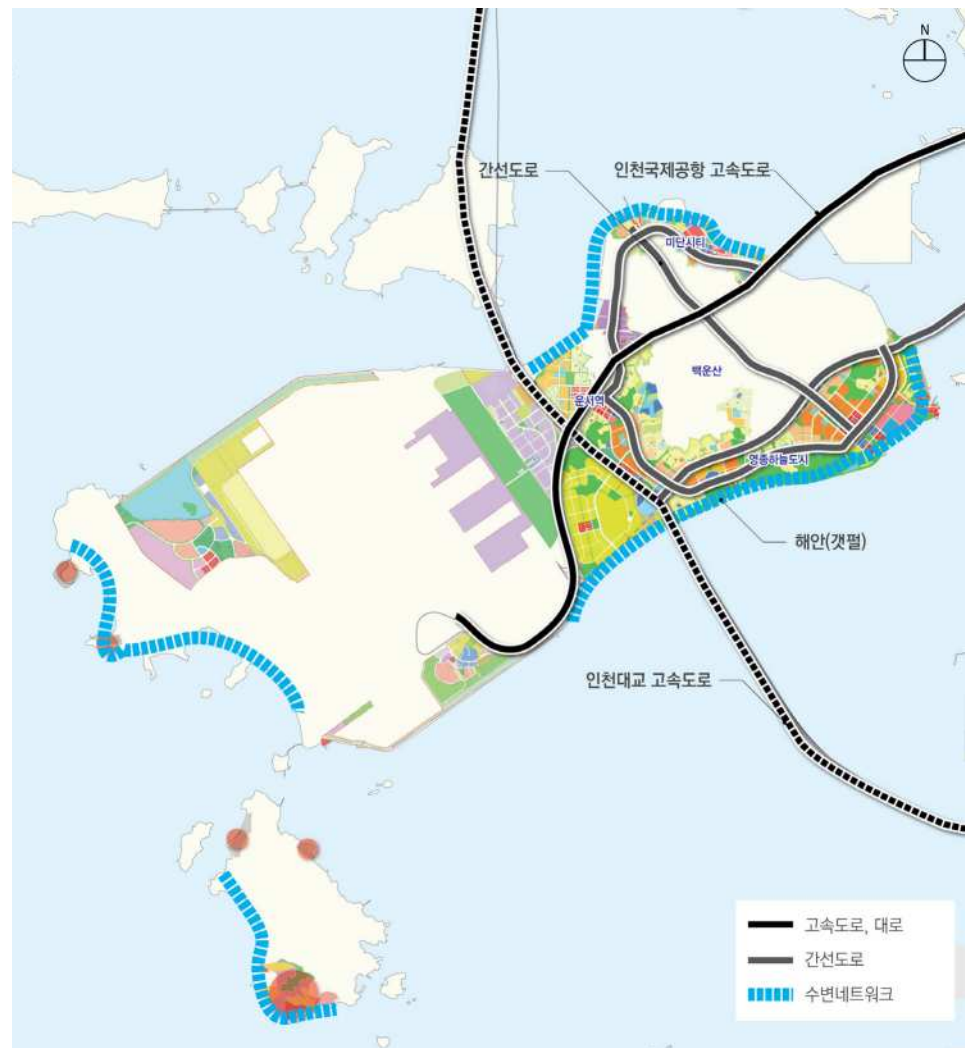 N
간선도로
인천국제공항 고속도로
미단시티
백운산
운서역
영종하늘도시
해안(갯펄)
인천대교 고속도로
고속도로, 대로
간선도로
수변네트워크